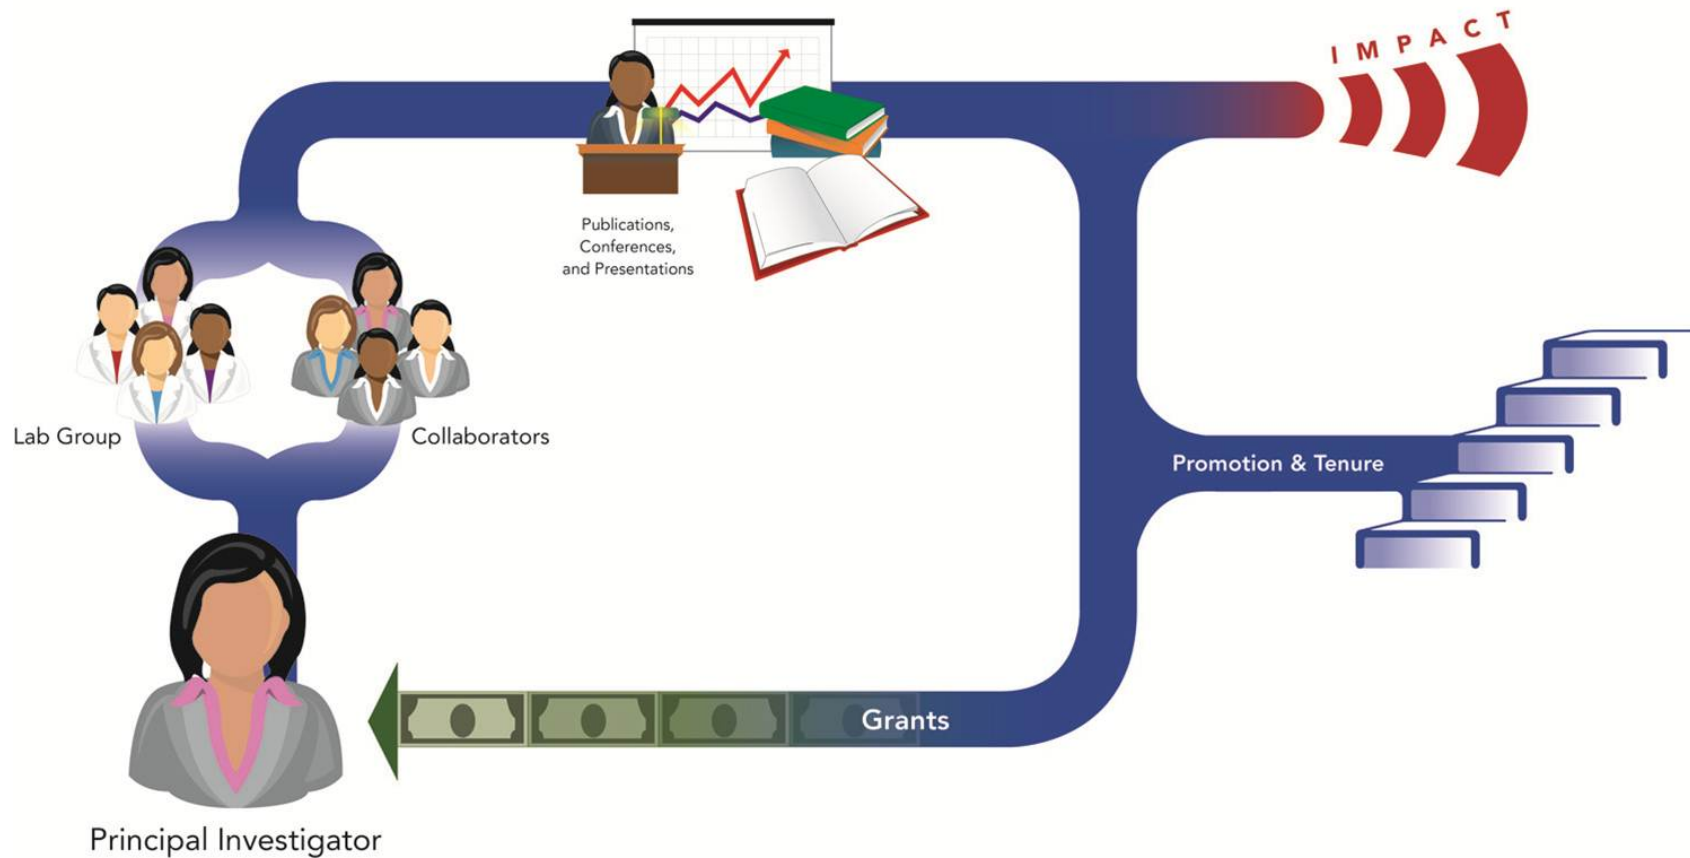 IMPACT
Publications,
Conferences,
and Presentations
Lab Group
Collaborators
Promotion & Tenure
Grants
Principal Investigator